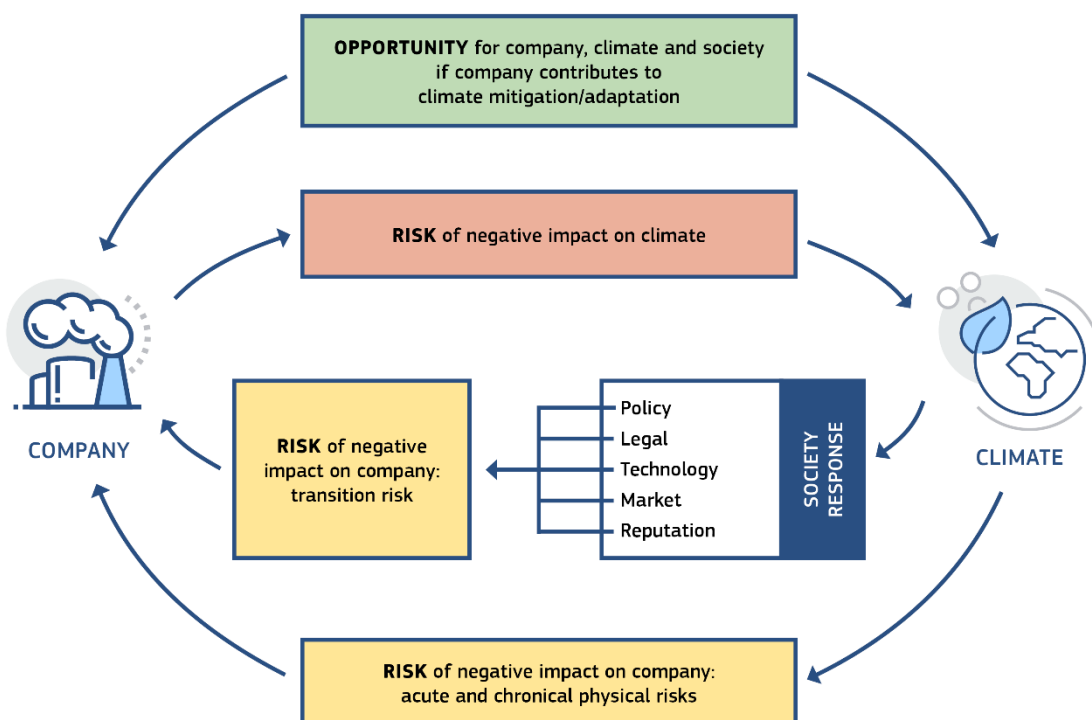 OPPORTUNITY for company, climate and society
if company contributes to
climate mitigation/adaptation
RISK of negative impact on climate
COMPANY
RISK of negative
impact on company:
transition risk
Policy
Legal
Technology
Market
Reputation
SOCIETY
RESPONSE
CLIMATE
RISK of negative impact on company:
acute and chronical physical risks